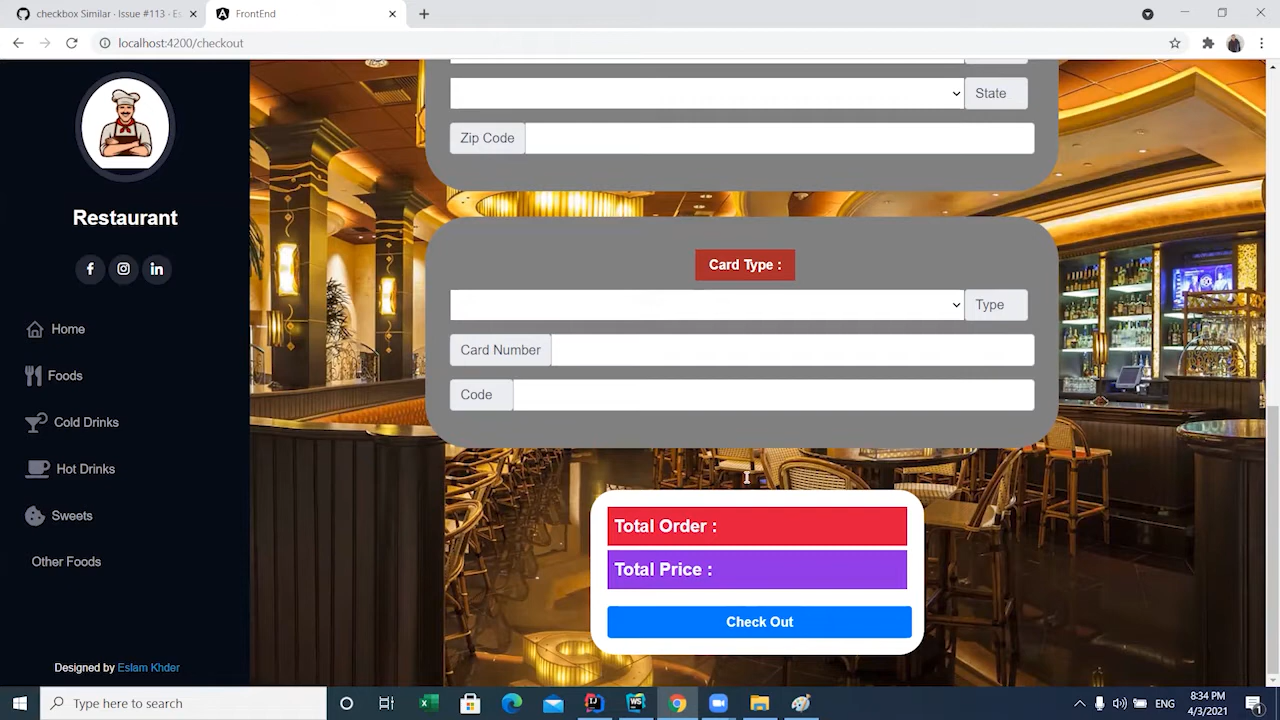 checkbox Similar · Issue #113 · Es
FrontEnd
localhost:4200/checkout
Restaurant
Home
Foods
Cold Drinks
Hot Drinks
Sweets
Other Foods
Designed by Eslam Khder
State
Zip Code
Card Type :
Type
Card Number
Code
Total Order :
Total Price :
Check Out
Type here to search
ENG
8:34 PM
4/3/2021